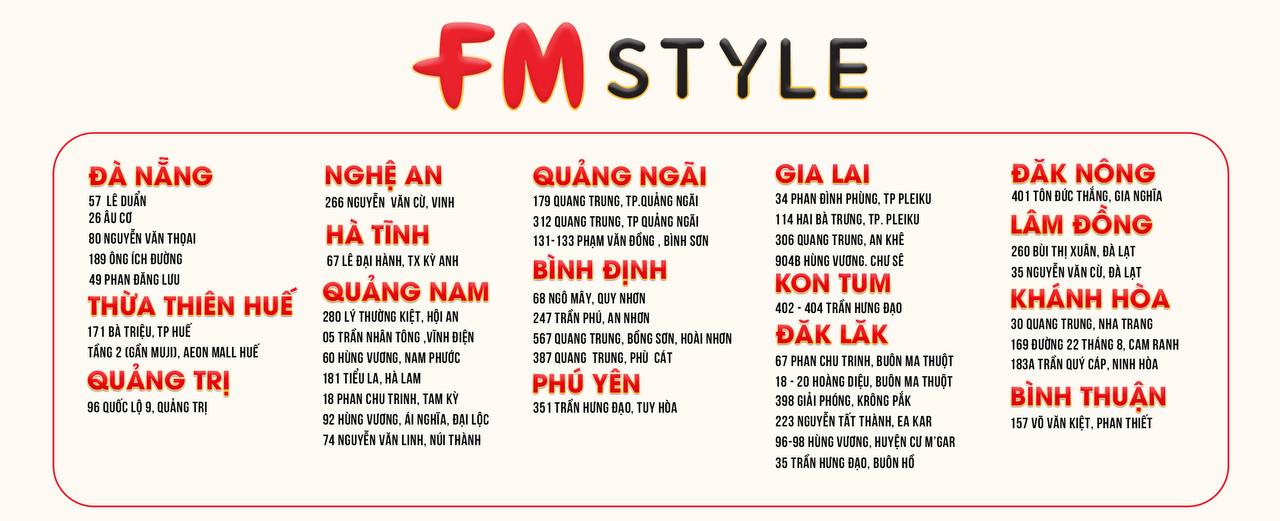 FM STYLE
ĐÀ NẴNG
57 LÊ DUẨN
26 ÂU CƠ
80 NGUYỄN VĂN THOẠI
189 ÔNG ÍCH ĐƯỜNG
49 PHAN ĐĂNG LƯU
THỪA THIÊN HUẾ
171 BÀ TRIỆU, TP HUẾ
TẦNG 2 (GẦN MUJI), AEON MALL HUẾ
QUẢNG TRỊ
96 QUỐC LỘ 9, QUẢNG TRỊ
NGHỆ AN
266 NGUYỄN VĂN CỪ, VINH
HÀ TĨNH
67 LÊ ĐẠI HÀNH, TX KỲ ANH
QUẢNG NAM
280 LÝ THƯỜNG KIỆT, HỘI AN
05 TRẦN NHÂN TÔNG ,VĨNH ĐIỆN
60 HÙNG VƯƠNG, NAM PHƯỚC
181 TIỂU LA, HÀ LAM
18 PHAN CHU TRINH, TAM KỲ
92 HÙNG VƯƠNG, ÁI NGHĨA, ĐẠI LỘC
74 NGUYỄN VĂN LINH, NÚI THÀNH
QUẢNG NGÃI
179 QUANG TRUNG, TP.QUẢNG NGÃI
312 QUANG TRUNG, TP QUẢNG NGÃI
131-133 PHẠM VĂN ĐỒNG , BÌNH SƠN
BÌNH ĐỊNH
68 NGÔ MÂY, QUY NHƠN
247 TRẦN PHÚ, AN NHƠN
567 QUANG TRUNG, BỒNG SƠN, HOÀI NHƠN
387 QUANG TRUNG, PHÙ CÁT
PHÚ YÊN
351 TRẦN HƯNG ĐẠO, TUY HÒA
GIA LAI
34 PHAN ĐÌNH PHÙNG, TP PLEIKU
114 HAI BÀ TRƯNG, TP. PLEIKU
306 QUANG TRUNG, AN KHÊ
904B HÙNG VƯƠNG. CHƯ SÊ
KON TUM
402 - 404 TRẦN HƯNG ĐẠO
ĐĂK LĂK
67 PHAN CHU TRINH, BUÔN MA THUỘT
18 - 20 HOÀNG DIỆU, BUÔN MA THUỘT
398 GIẢI PHÓNG, KRÔNG PẮK
223 NGUYỄN TẤT THÀNH, EA KAR
96-98 HÙNG VƯƠNG, HUYỆN CƯ M'GAR
35 TRẦN HƯNG ĐẠO, BUÔN HỒ
ĐĂK NÔNG
401 TÔN ĐỨC THẮNG, GIA NGHĨA
LÂM ĐỒNG
260 BÙI THỊ XUÂN, ĐÀ LẠT
35 NGUYỄN VĂN CỪ, ĐÀ LẠT
KHÁNH HÒA
30 QUANG TRUNG, NHA TRANG
169 ĐƯỜNG 22 THÁNG 8, CAM RANH
183A TRẦN QUÝ CÁP, NINH HÒA
BÌNH THUẬN
157 VÕ VĂN KIỆT, PHAN THIẾT